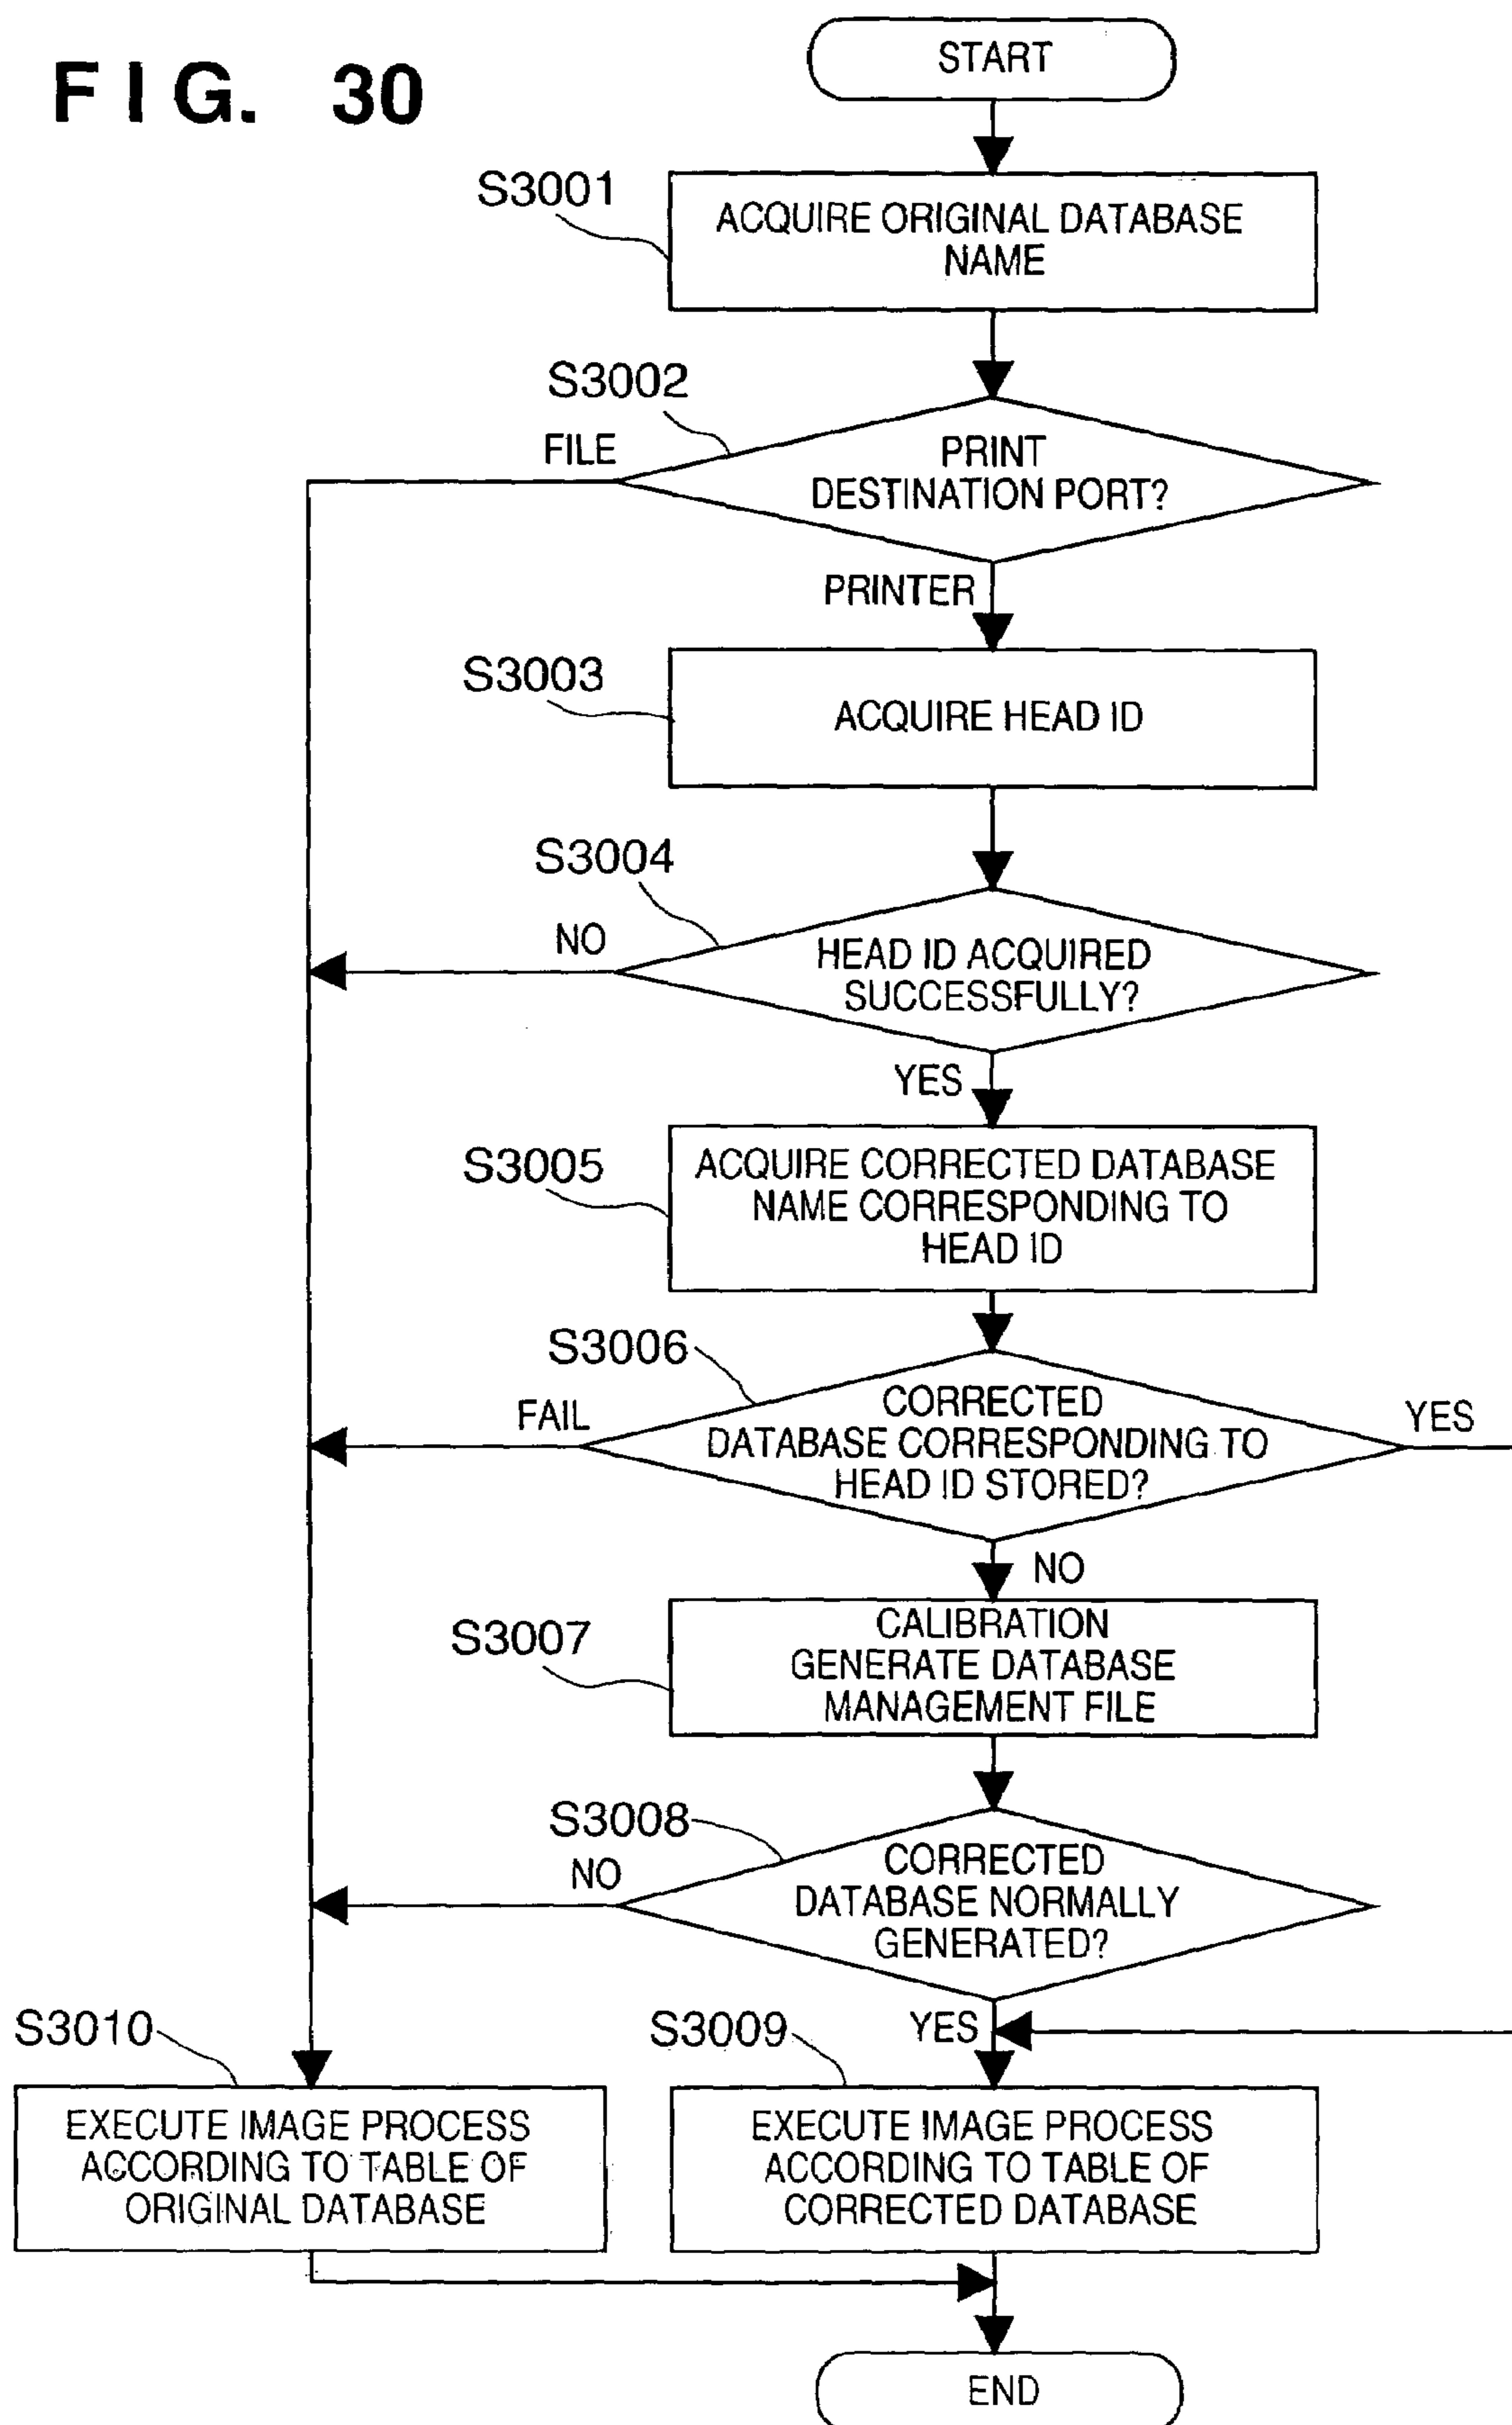 FIG. 30
START
S3001
ACQUIRE ORIGINAL DATABASE
NAME
S3002
FILE
PRINT
DESTINATION PORT?
PRINTER
S3003
ACQUIRE HEAD ID
S3004
NO
HEAD ID ACQUIRED
SUCCESSFULLY?
YES
S3005
ACQUIRE CORRECTED DATABASE
NAME CORRESPONDING TO
HEAD ID
S3006
FAIL
CORRECTED
DATABASE CORRESPONDING TO
HEAD ID STORED?
YES
NO
S3007
CALIBRATION
GENERATE DATABASE
MANAGEMENT FILE
S3008
NO
CORRECTED
DATABASE NORMALLY
GENERATED?
YES
S3010
EXECUTE IMAGE PROCESS
ACCORDING TO TABLE OF
ORIGINAL DATABASE
S3009
EXECUTE IMAGE PROCESS
ACCORDING TO TABLE OF
CORRECTED DATABASE
END